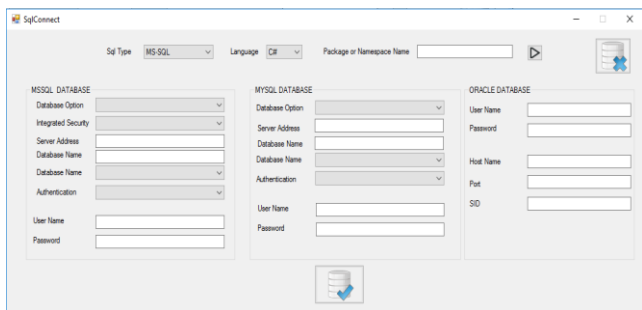 SqlConnect
Sql Type MS-SQL Language C# Package or Namespace Name
MSSQL DATABASE
Database Option
Integrated Security
Server Address
Database Name
Database Name
Authentication
User Name
Password
MYSQL DATABASE
Database Option
Server Address
Database Name
Database Name
Authentication
User Name
Password
ORACLE DATABASE
User Name
Password
Host Name
Port
SID